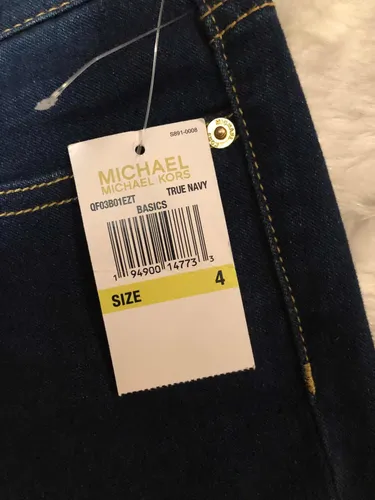 S891-0008
MICHAEL
MICHAEL KORS
QF03B01EZT TRUE NAVY
BASICS
1 94900 14773 3
SIZE 4